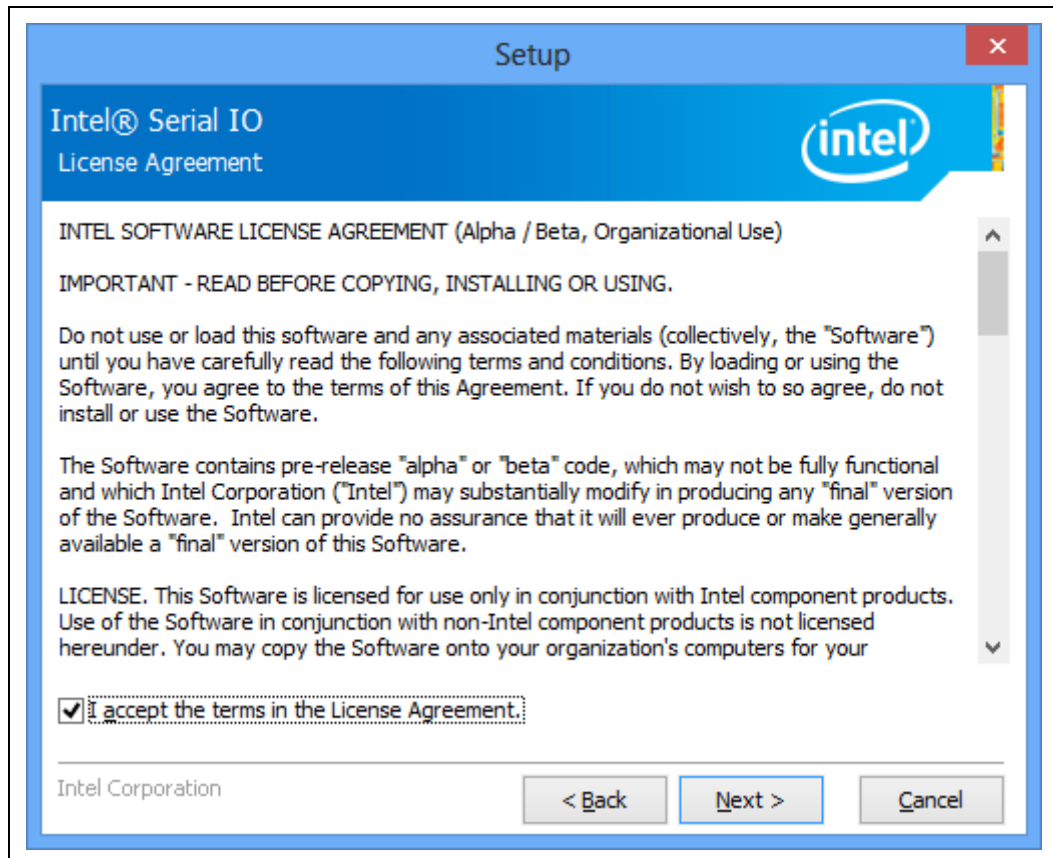 Setup
Intel® Serial IO
License Agreement
intel
INTEL SOFTWARE LICENSE AGREEMENT (Alpha / Beta, Organizational Use)
IMPORTANT - READ BEFORE COPYING, INSTALLING OR USING.
Do not use or load this software and any associated materials (collectively, the "Software")
until you have carefully read the following terms and conditions. By loading or using the
Software, you agree to the terms of this Agreement. If you do not wish to so agree, do not
install or use the Software.
The Software contains pre-release "alpha" or "beta" code, which may not be fully functional
and which Intel Corporation ("Intel") may substantially modify in producing any "final" version
of the Software.  Intel can provide no assurance that it will ever produce or make generally
available a "final" version of this Software.
LICENSE. This Software is licensed for use only in conjunction with Intel component products.
Use of the Software in conjunction with non-Intel component products is not licensed
hereunder. You may copy the Software onto your organization's computers for your
I accept the terms in the License Agreement.
Intel Corporation
< Back
Next >
Cancel